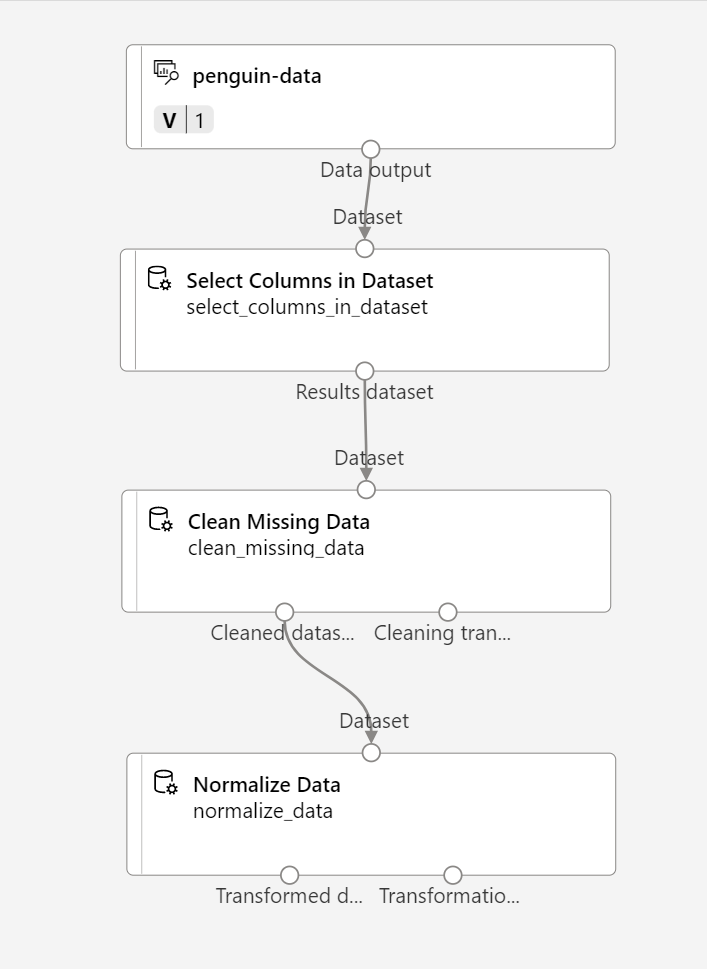 penguin-data
V 1
Data output
Dataset
Select Columns in Dataset
select_columns_in_dataset
Results dataset
Dataset
Clean Missing Data
clean_missing_data
Cleaned datas... Cleaning tran...
Dataset
Normalize Data
normalize_data
Transformed d... Transformatio...